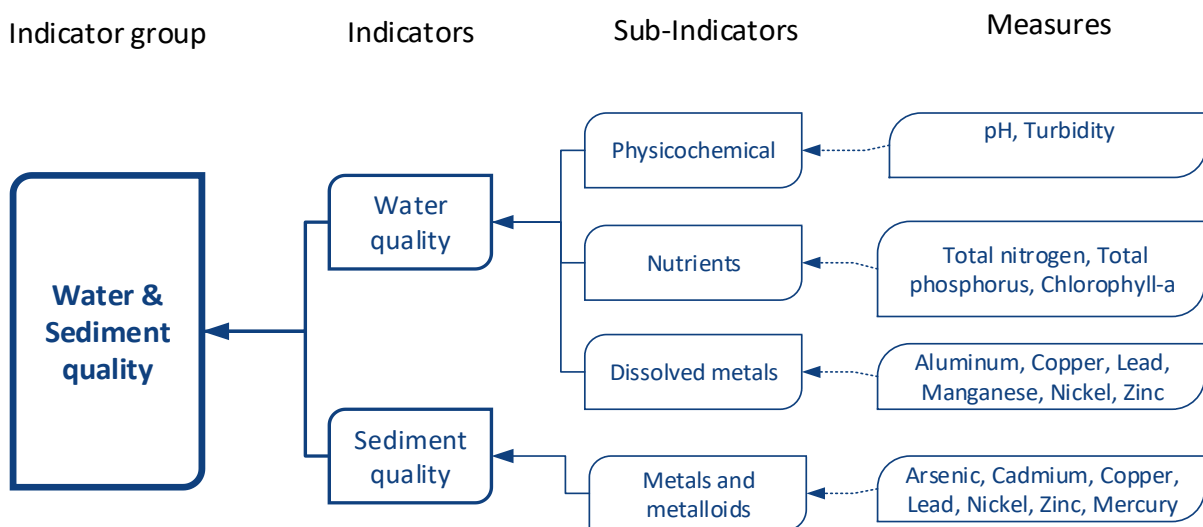 Indicator group
Indicators
Sub-Indicators
Measures
Water &
Sediment
quality
Water
quality
Sediment
quality
Physicochemical
Nutrients
Dissolved metals
Metals and
metalloids
pH, Turbidity
Total nitrogen, Total
phosphorus, Chlorophyll-a
Aluminum, Copper, Lead,
Manganese, Nickel, Zinc
Arsenic, Cadmium, Copper,
Lead, Nickel, Zinc, Mercury